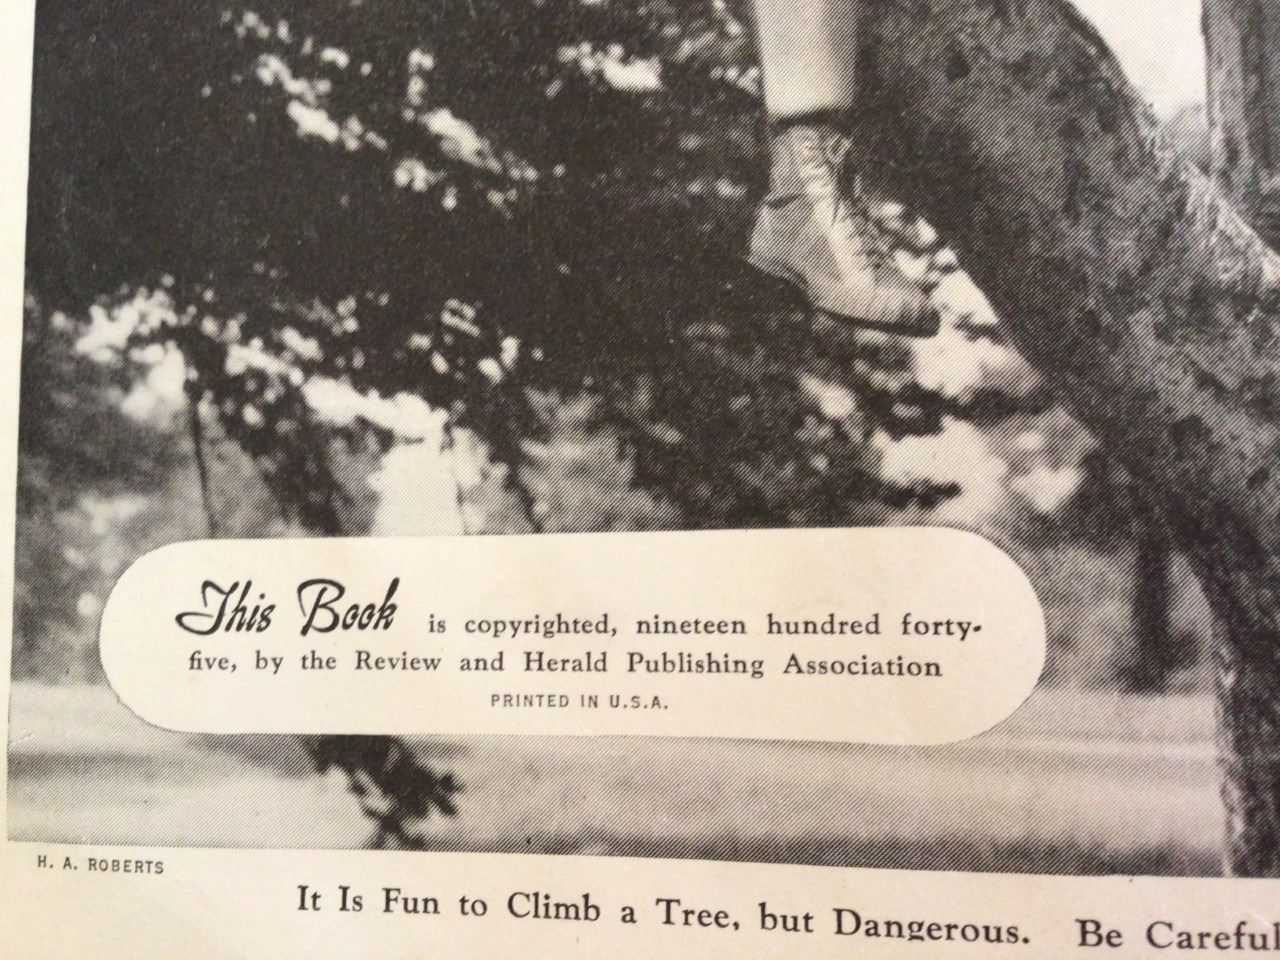 This Book is copyrighted, nineteen hundred forty-
five, by the Review and Herald Publishing Association
PRINTED IN U.S.A.
H. A. ROBERTS
It Is Fun to Climb a Tree, but Dangerous. Be Careful